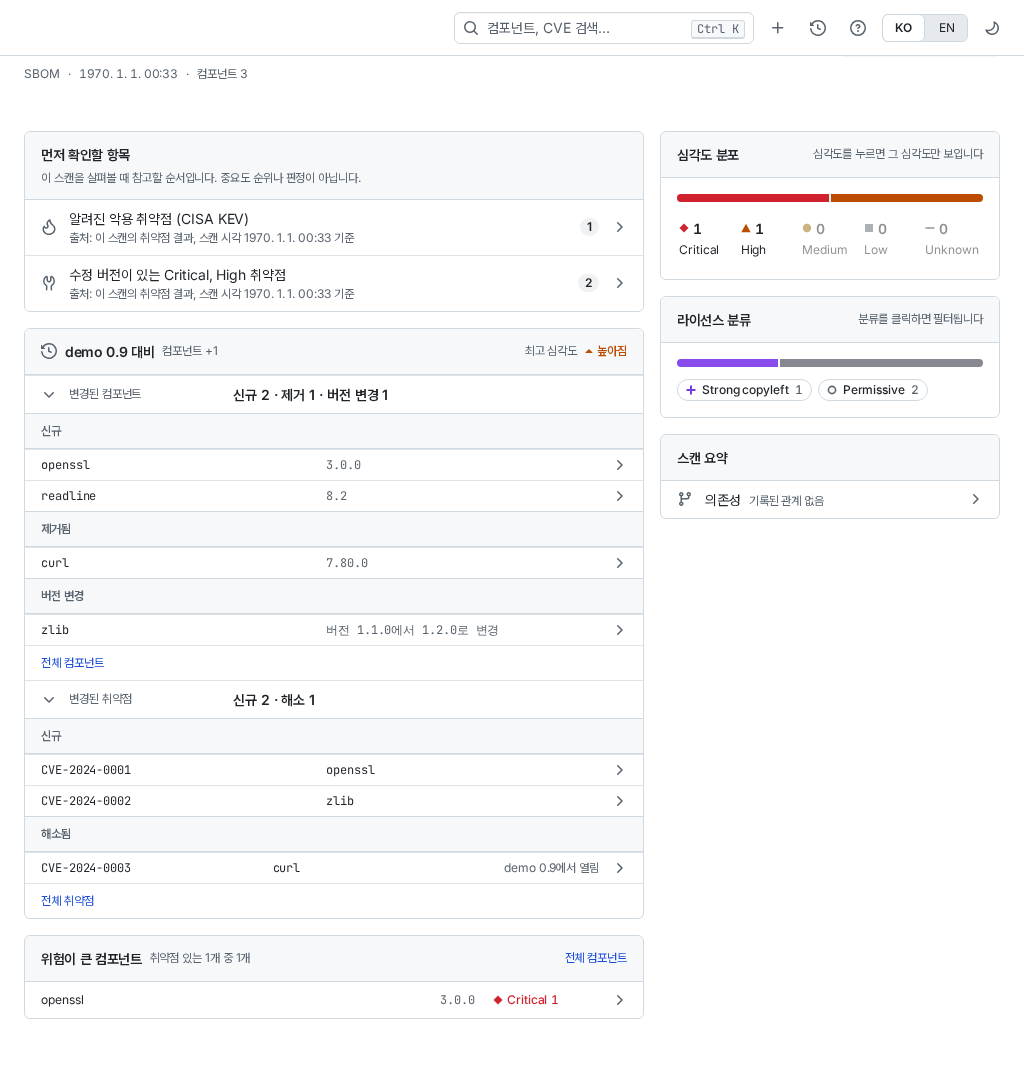 컴포넌트, CVE 검색... Ctrl K KO EN
SBOM · 1970. 1. 1. 00:33 · 컴포넌트 3
먼저 확인할 항목
이 스캔을 살펴볼 때 참고할 순서입니다. 중요도 순위나 판정이 아닙니다.
알려진 악용 취약점 (CISA KEV)
출처: 이 스캔의 취약점 결과, 스캔 시각 1970. 1. 1. 00:33 기준
1
수정 버전이 있는 Critical, High 취약점
출처: 이 스캔의 취약점 결과, 스캔 시각 1970. 1. 1. 00:33 기준
2
demo 0.9 대비 컴포넌트 +1 최고 심각도 높아짐
변경된 컴포넌트 신규 2 · 제거 1 · 버전 변경 1
신규
openssl 3.0.0
readline 8.2
제거됨
curl 7.80.0
버전 변경
zlib 버전 1.1.0에서 1.2.0로 변경
전체 컴포넌트
변경된 취약점 신규 2 · 해소 1
신규
CVE-2024-0001 openssl
CVE-2024-0002 zlib
해소됨
CVE-2024-0003 curl demo 0.9에서 열림
전체 취약점
위험이 큰 컴포넌트 취약점 있는 1개 중 1개 전체 컴포넌트
openssl 3.0.0 Critical 1
심각도 분포 심각도를 누르면 그 심각도만 보입니다
1 1 0 0 0
Critical High Medium Low Unknown
라이선스 분류 분류를 클릭하면 필터됩니다
Strong copyleft 1 Permissive 2
스캔 요약
의존성 기록된 관계 없음